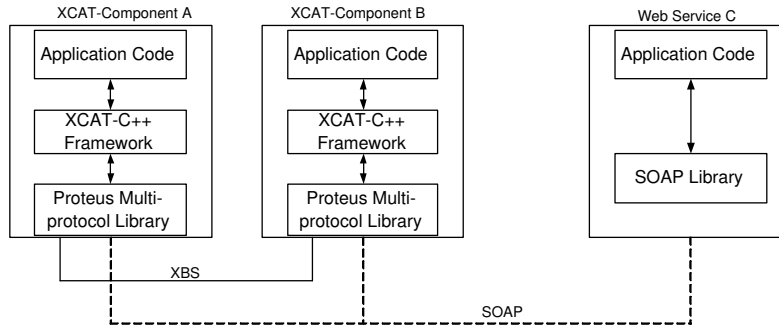 XCAT-Component A
Application Code
XCAT-C++
Framework
Proteus Multi-
protocol Library
XCAT-Component B
Application Code
XCAT-C++
Framework
Proteus Multi-
protocol Library
Web Service C
Application Code
SOAP Library
XBS
SOAP